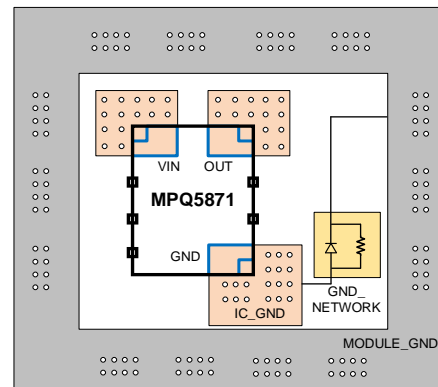 VIN OUT
MPQ5871
GND
IC_GND
GND_
NETWORK
MODULE_GND